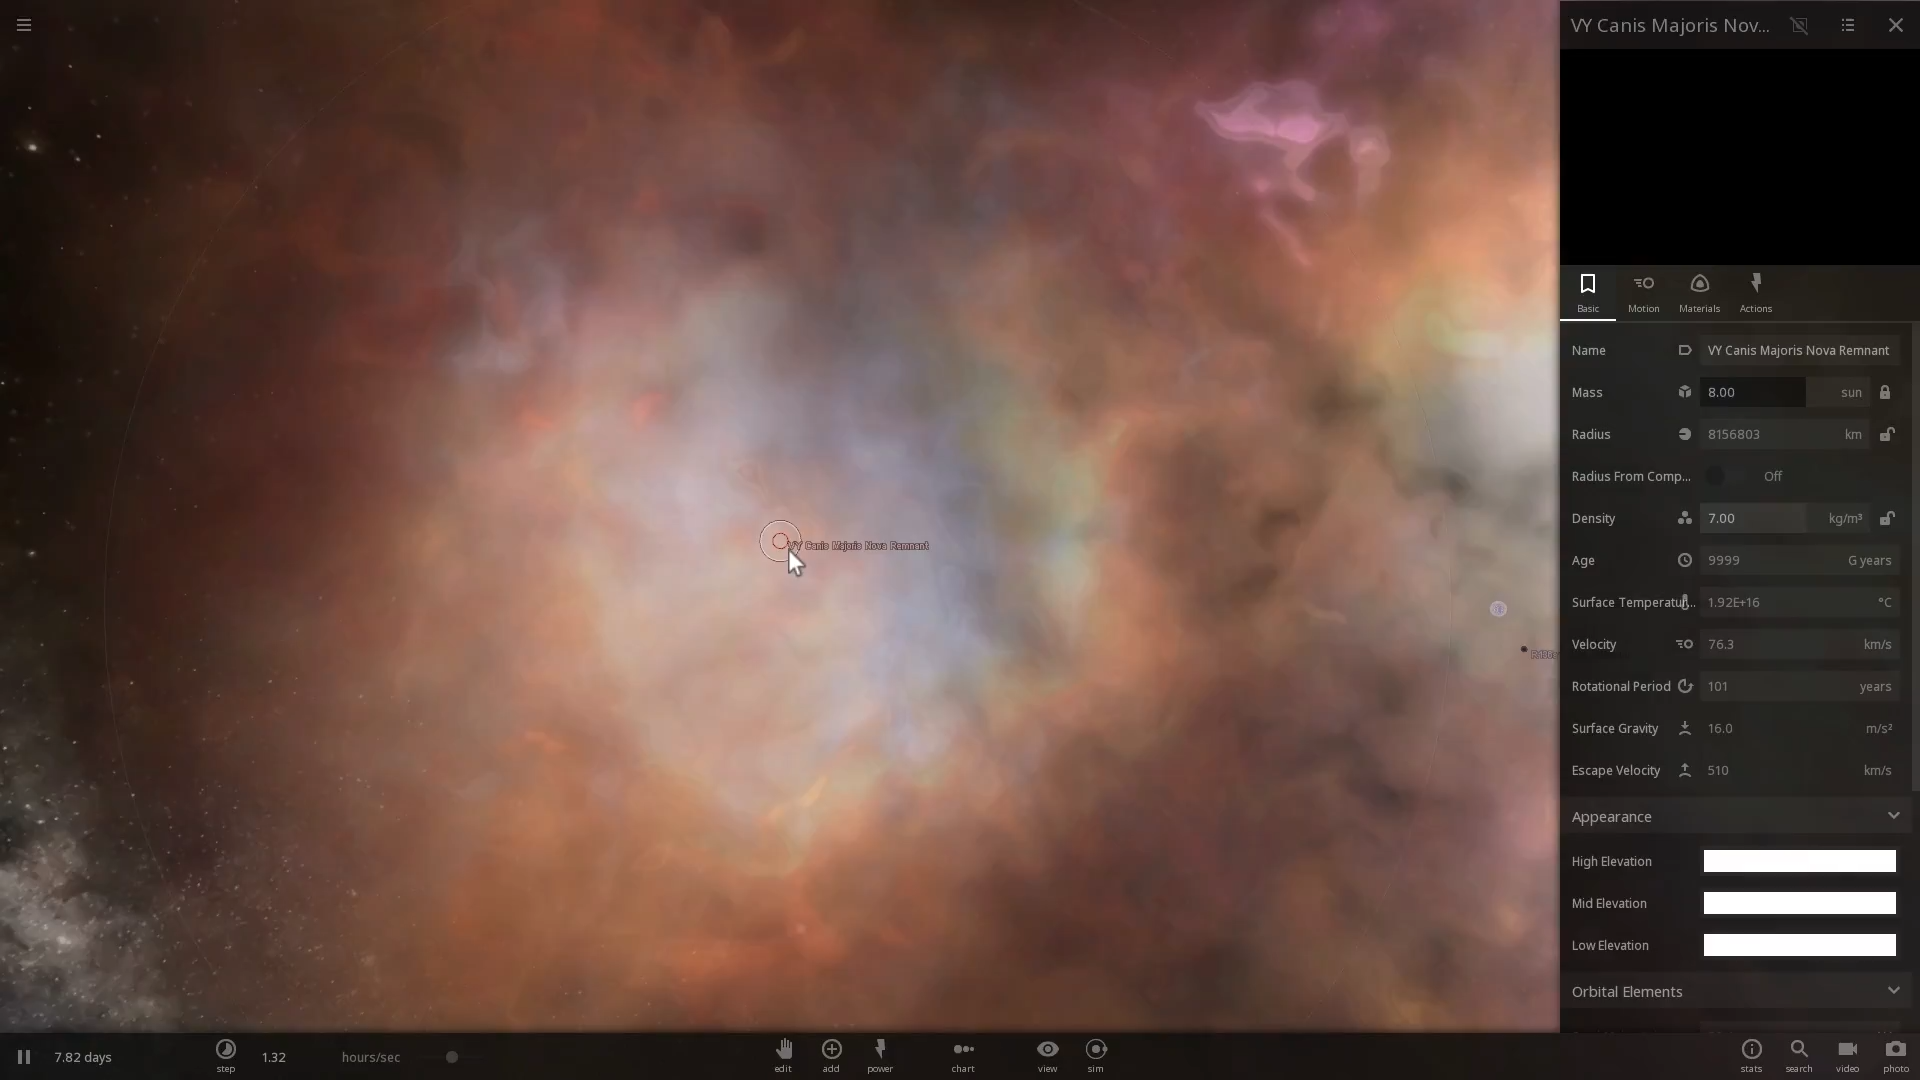 VY Canis Majoris Nov...
Basic
Motion
Materials
Actions
Name VY Canis Majoris Nova Remnant
Mass 8.00 sun
Radius 8156803 km
Radius From Comp... Off
Density 7.00 kg/m³
Age 9999 G years
Surface Temperatur... 1.92E+16 °C
Velocity 76.3 km/s
Rotational Period 101 years
Surface Gravity 16.0 m/s²
Escape Velocity 510 km/s
Appearance
High Elevation
Mid Elevation
Low Elevation
Orbital Elements
VY Canis Majoris Nova Remnant
7.82 days
step
1.32 hours/sec
edit
add
power
chart
view
sim
stats
search
video
photo